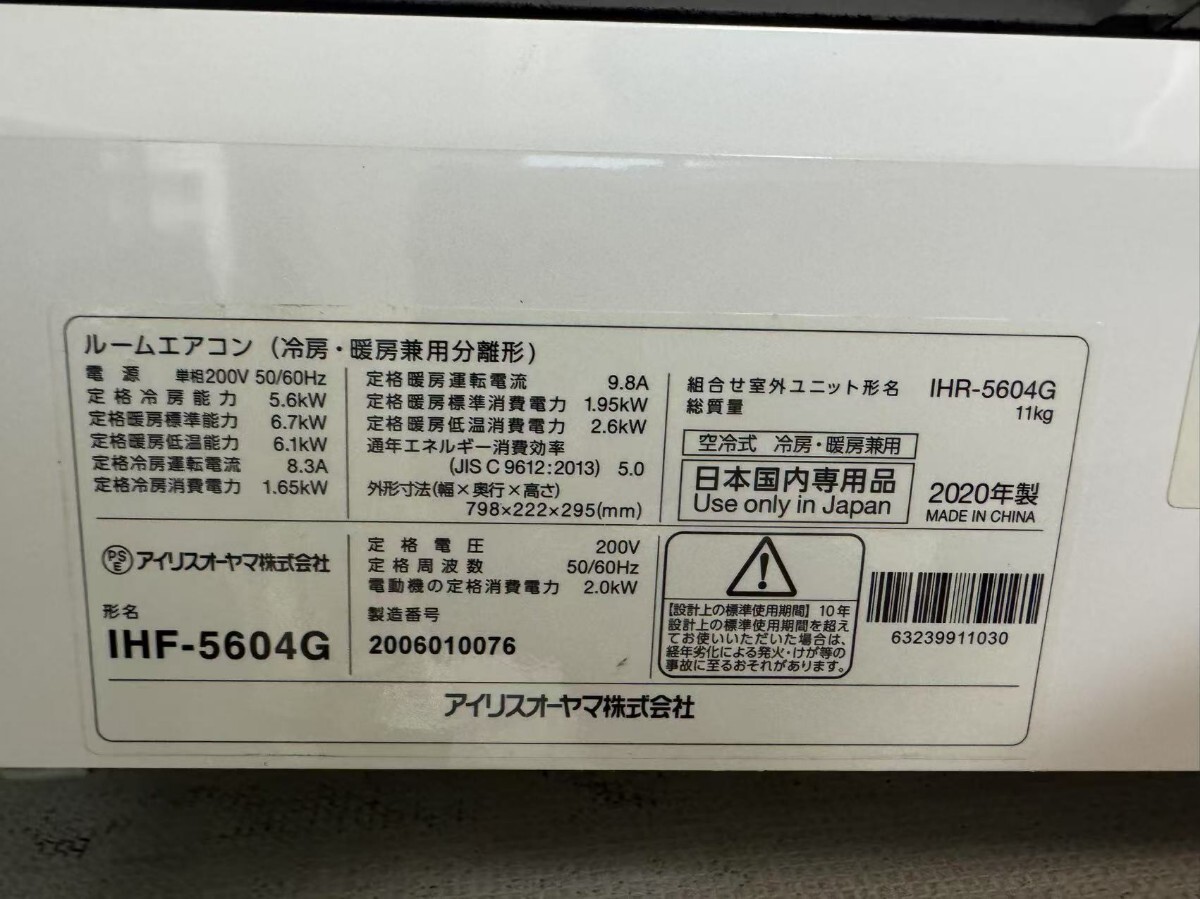 ルームエアコン（冷房・暖房兼用分離形）
電源 単相200V 50/60Hz
定格冷房能力 5.6kW
定格暖房標準能力 6.7kW
定格暖房低温能力 6.1kW
定格冷房運転電流 8.3A
定格冷房消費電力 1.65kW
定格暖房運転電流 9.8A
定格暖房標準消費電力 1.95kW
定格暖房低温消費電力 2.6kW
通年エネルギー消費効率
(JIS C 9612:2013) 5.0
外形寸法(幅×奥行×高さ)
798×222×295(mm)
組合せ室外ユニット形名 IHR-5604G
総質量 11kg
空冷式 冷房・暖房兼用
日本国内専用品
Use only in Japan
2020年製
MADE IN CHINA
PSE アイリスオーヤマ株式会社
形名
IHF-5604G
定格電圧 200V
定格周波数 50/60Hz
電動機の定格消費電力 2.0kW
製造番号
2006010076
【設計上の標準使用期間】10年
設計上の標準使用期間を超え
てお使いいただいた場合は、
経年劣化による発火・けが等の
事故に至るおそれがあります。
63239911030
アイリスオーヤマ株式会社